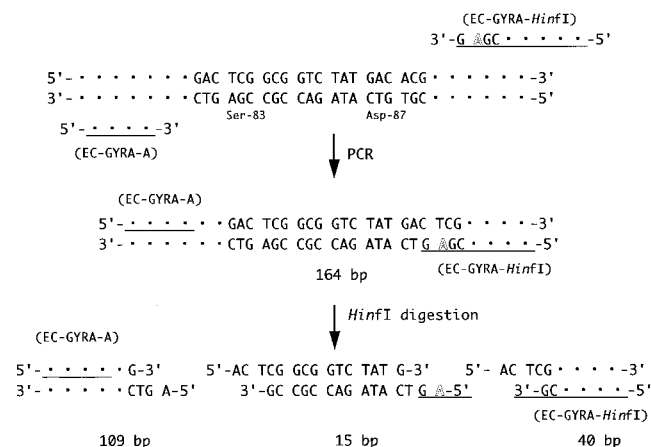 (EC-GYRA-HinfI)
3'-G AGC·····-5'
5'-·······GAC TCG GCG GTC TAT GAC ACG······-3'
3'-·······CTG AGC CGC CAG ATA CTG TGC······-5'
Ser-83 Asp-87
5'-····-3'
(EC-GYRA-A)
PCR
(EC-GYRA-A)
5'-·······GAC TCG GCG GTC TAT GAC TCG····-3'
3'-·······CTG AGC CGC CAG ATA CTG AGC····-5'
164 bp
(EC-GYRA-HinfI)
HinfI digestion
(EC-GYRA-A)
5'-·····G-3' 5'-AC TCG GCG GTC TAT G-3' 5'- AC TCG····-3'
3'-·····CTG A-5' 3'-GC CGC CAG ATA CTG A-5' 3'-GC·····-5'
(EC-GYRA-HinfI)
109 bp 15 bp 40 bp